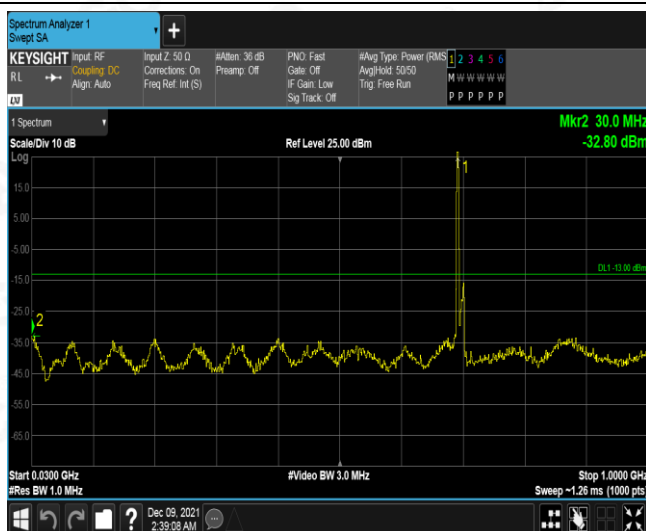 Spectrum Analyzer 1
Swept SA
+
KEYSIGHT
RL
LXI
Input: RF
Coupling: DC
Align: Auto
Input Z: 50 Ω
Corrections: On
Freq Ref: Int (S)
#Atten: 36 dB
Preamp: Off
PNO: Fast
Gate: Off
IF Gain: Low
Sig Track: Off
#Avg Type: Power (RMS
Avg|Hold: 50/50
Trig: Free Run
1 2 3 4 5 6
M W W W W W
P P P P P P
1 Spectrum
Scale/Div 10 dB
Ref Level 25.00 dBm
Mkr2 30.0 MHz
-32.80 dBm
Log
1
15.0
5.00
-5.00
DL1 -13.00 dBm
-15.0
-25.0
2
-35.0
-45.0
-55.0
-65.0
Start 0.0300 GHz
#Video BW 3.0 MHz
Stop 1.0000 GHz
#Res BW 1.0 MHz
Sweep ~1.26 ms (1000 pts)
?
Dec 09, 2021
2:39:08 AM